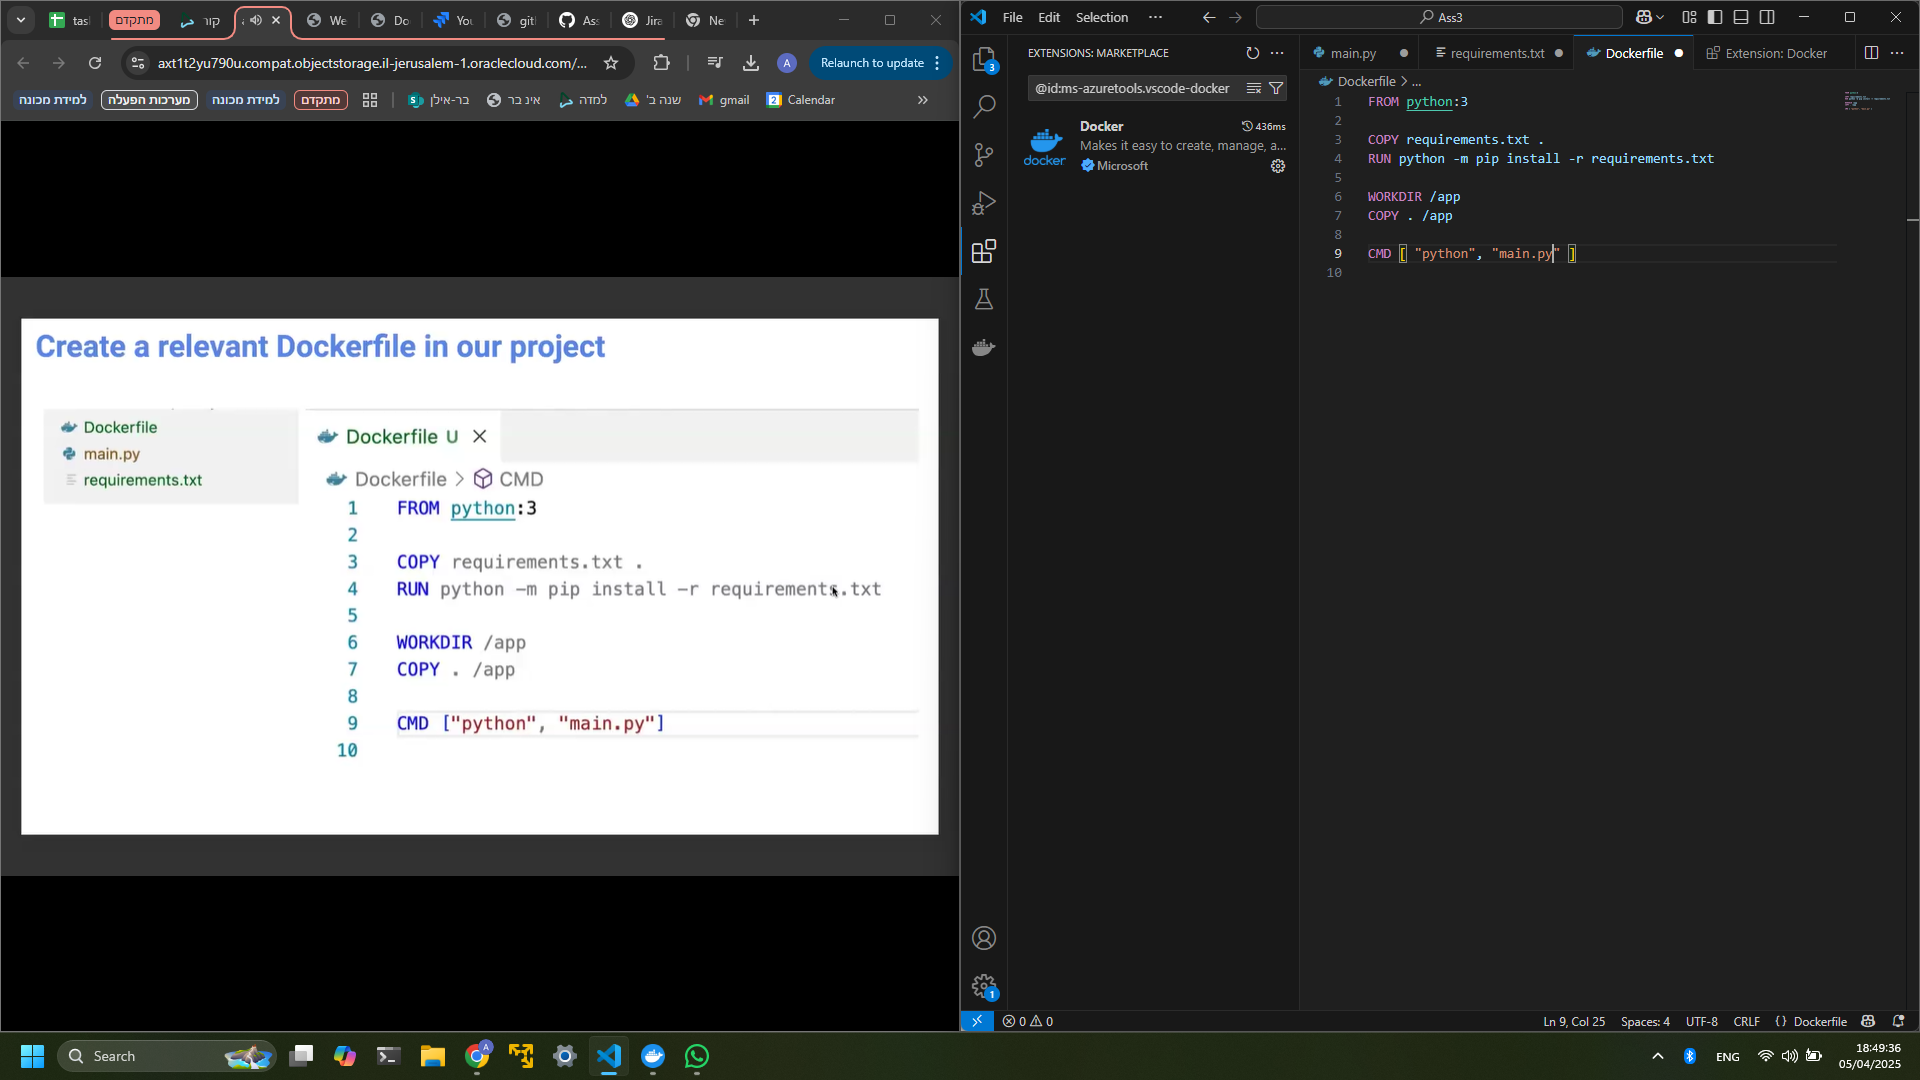 tasl
מתקדם
קור
We
Do
You
gitl
Ass
Jira
Ne
axt1t2yu790u.compat.objectstorage.il-jerusalem-1.oraclecloud.com/...
A
Relaunch to update
למידת מכונה
מערכות הפעלה
למידת מכונה
מתקדם
בר-אילן
אינ בר
למדה
שנה ב'
gmail
Calendar
Create a relevant Dockerfile in our project
Dockerfile
main.py
requirements.txt
Dockerfile U
Dockerfile > CMD
1 FROM python:3
2
3 COPY requirements.txt .
4 RUN python -m pip install -r requirements.txt
5
6 WORKDIR /app
7 COPY . /app
8
9 CMD ["python", "main.py"]
10
File Edit Selection ...
Ass3
EXTENSIONS: MARKETPLACE
@id:ms-azuretools.vscode-docker
docker
Docker
436ms
Makes it easy to create, manage, a...
Microsoft
3
1
main.py
requirements.txt
Dockerfile
Extension: Docker
Dockerfile > ...
1 FROM python:3
2
3 COPY requirements.txt .
4 RUN python -m pip install -r requirements.txt
5
6 WORKDIR /app
7 COPY . /app
8
9 CMD [ "python", "main.py" ]
10
0 0
Ln 9, Col 25
Spaces: 4
UTF-8
CRLF
{ } Dockerfile
Search
A
ENG
18:49:36
05/04/2025